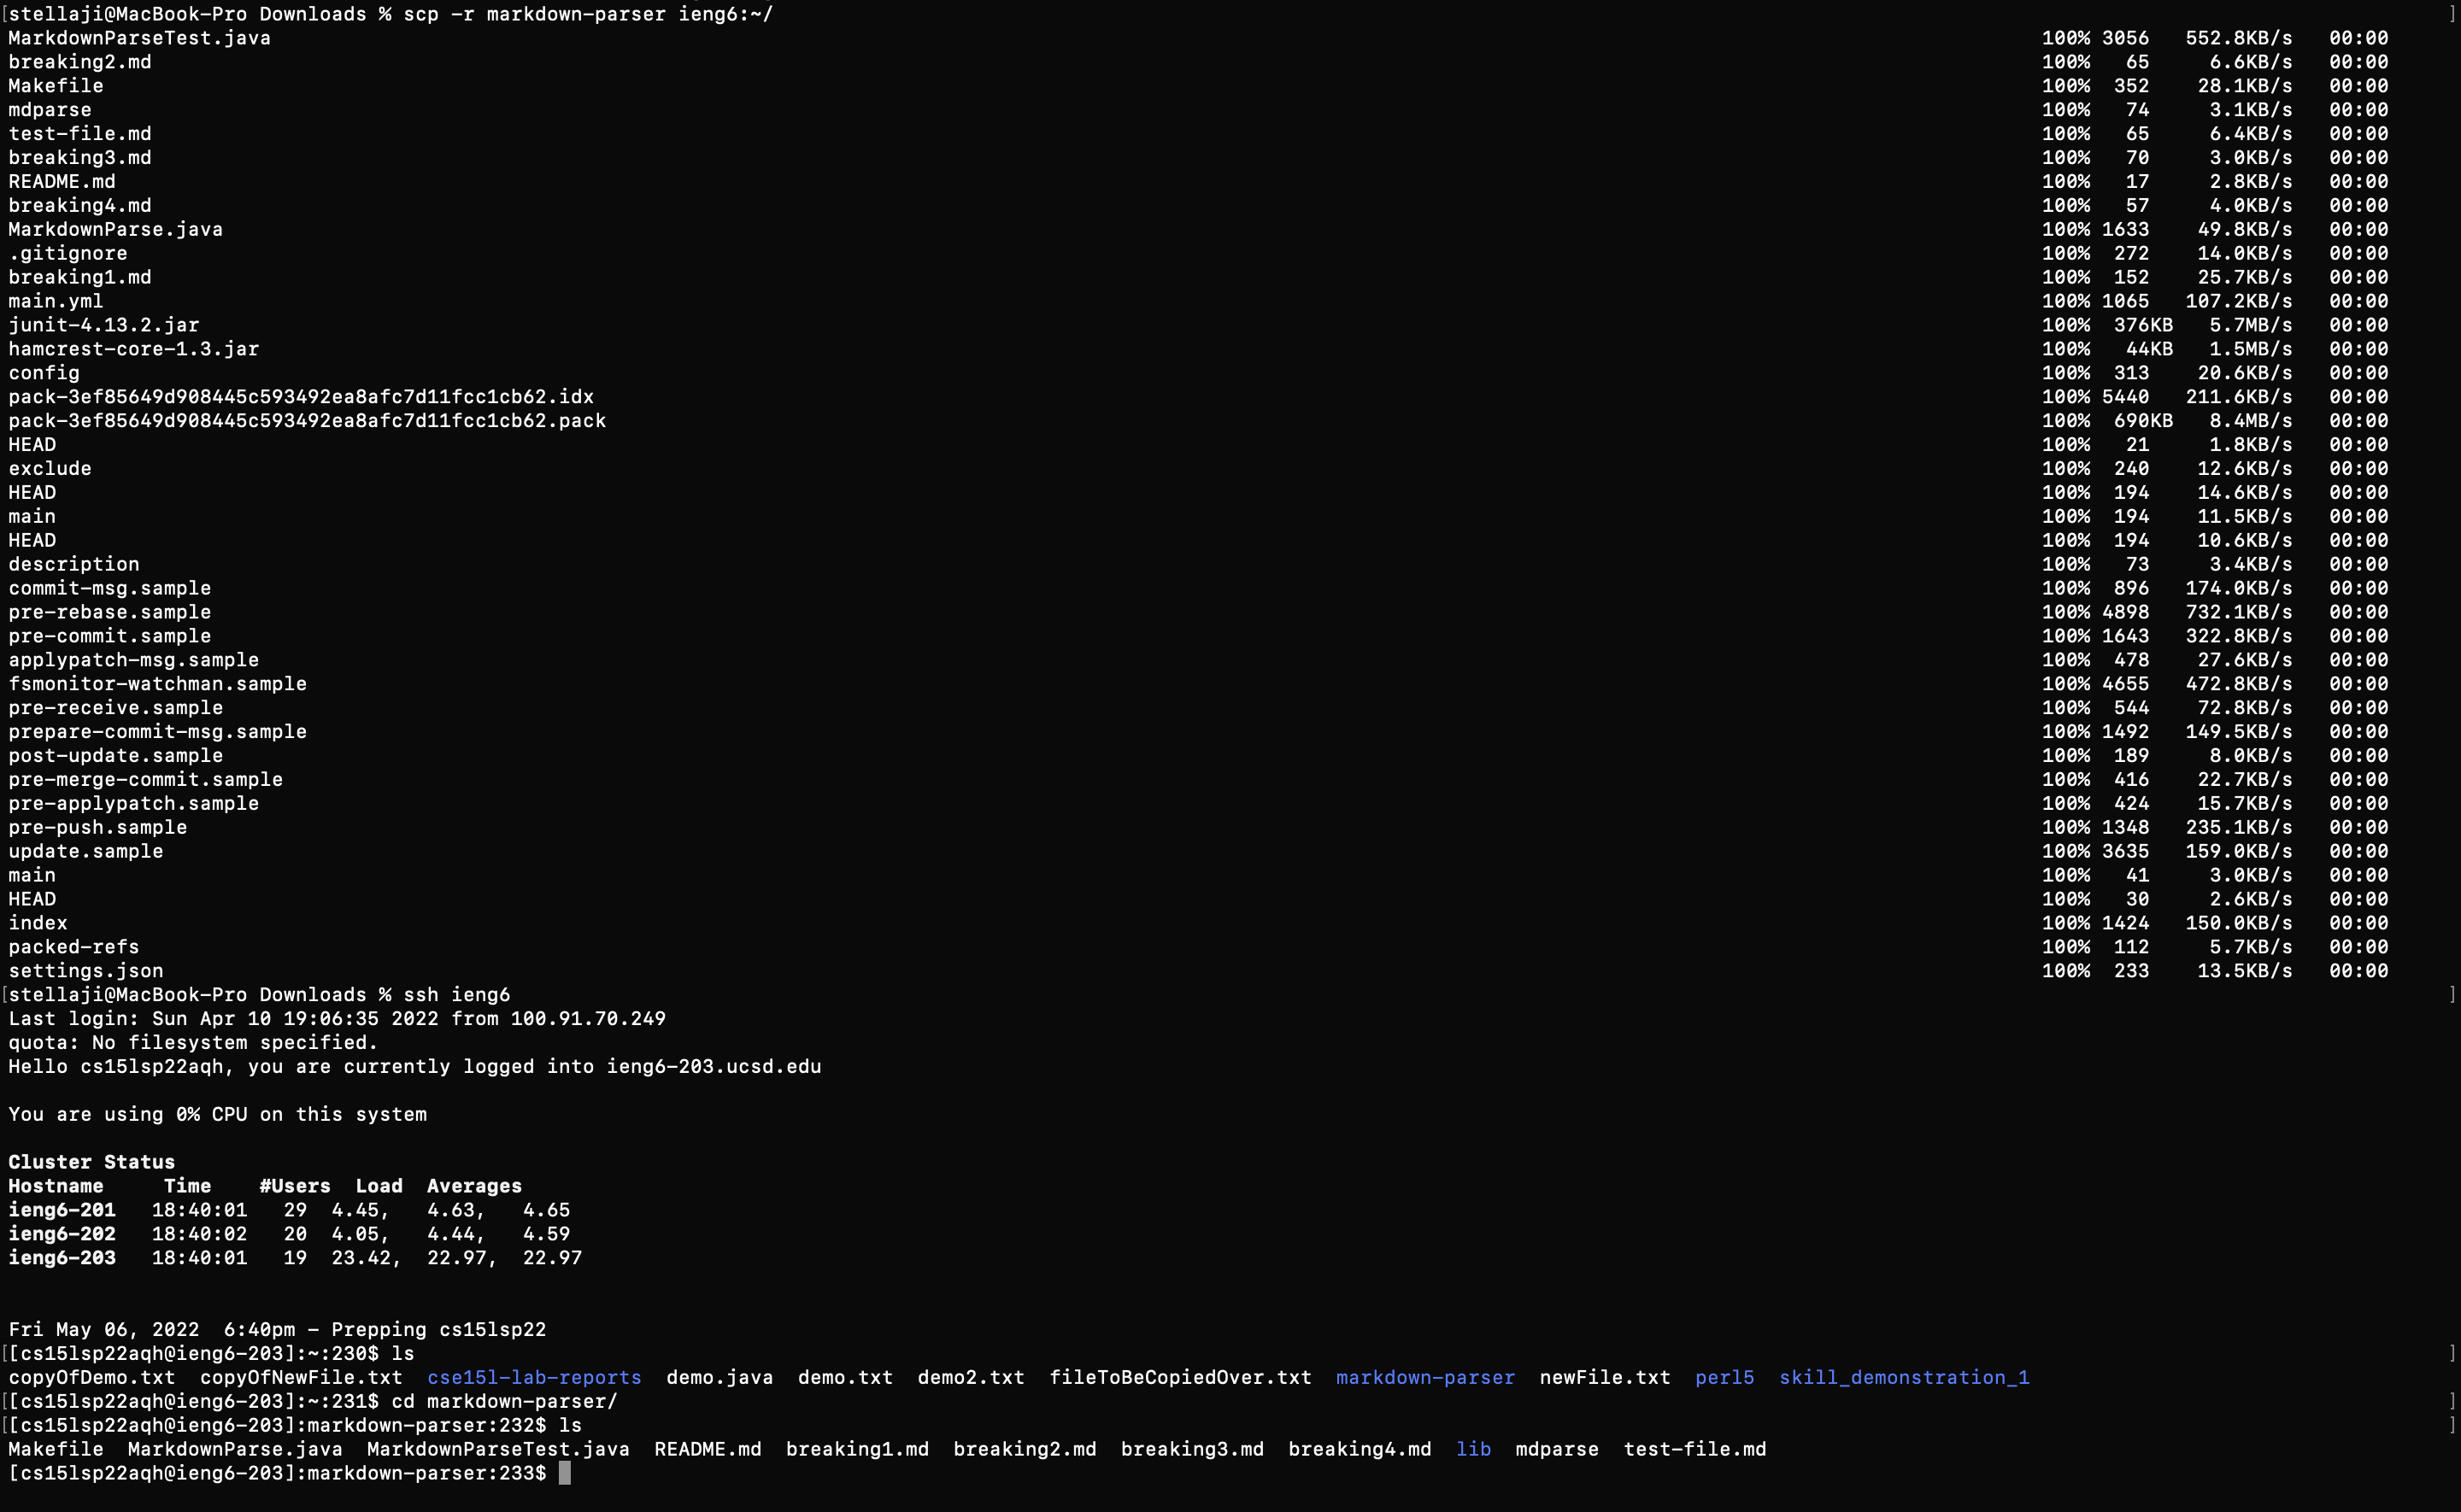 [stellaji@MacBook-Pro Downloads % scp -r markdown-parser ieng6:~/ ]
MarkdownParseTest.java 100% 3056 552.8KB/s 00:00
breaking2.md 100% 65 6.6KB/s 00:00
Makefile 100% 352 28.1KB/s 00:00
mdparse 100% 74 3.1KB/s 00:00
test-file.md 100% 65 6.4KB/s 00:00
breaking3.md 100% 70 3.0KB/s 00:00
README.md 100% 17 2.8KB/s 00:00
breaking4.md 100% 57 4.0KB/s 00:00
MarkdownParse.java 100% 1633 49.8KB/s 00:00
.gitignore 100% 272 14.0KB/s 00:00
breaking1.md 100% 152 25.7KB/s 00:00
main.yml 100% 1065 107.2KB/s 00:00
junit-4.13.2.jar 100% 376KB 5.7MB/s 00:00
hamcrest-core-1.3.jar 100% 44KB 1.5MB/s 00:00
config 100% 313 20.6KB/s 00:00
pack-3ef85649d908445c593492ea8afc7d11fcc1cb62.idx 100% 5440 211.6KB/s 00:00
pack-3ef85649d908445c593492ea8afc7d11fcc1cb62.pack 100% 690KB 8.4MB/s 00:00
HEAD 100% 21 1.8KB/s 00:00
exclude 100% 240 12.6KB/s 00:00
HEAD 100% 194 14.6KB/s 00:00
main 100% 194 11.5KB/s 00:00
HEAD 100% 194 10.6KB/s 00:00
description 100% 73 3.4KB/s 00:00
commit-msg.sample 100% 896 174.0KB/s 00:00
pre-rebase.sample 100% 4898 732.1KB/s 00:00
pre-commit.sample 100% 1643 322.8KB/s 00:00
applypatch-msg.sample 100% 478 27.6KB/s 00:00
fsmonitor-watchman.sample 100% 4655 472.8KB/s 00:00
pre-receive.sample 100% 544 72.8KB/s 00:00
prepare-commit-msg.sample 100% 1492 149.5KB/s 00:00
post-update.sample 100% 189 8.0KB/s 00:00
pre-merge-commit.sample 100% 416 22.7KB/s 00:00
pre-applypatch.sample 100% 424 15.7KB/s 00:00
pre-push.sample 100% 1348 235.1KB/s 00:00
update.sample 100% 3635 159.0KB/s 00:00
main 100% 41 3.0KB/s 00:00
HEAD 100% 30 2.6KB/s 00:00
index 100% 1424 150.0KB/s 00:00
packed-refs 100% 112 5.7KB/s 00:00
settings.json 100% 233 13.5KB/s 00:00
[stellaji@MacBook-Pro Downloads % ssh ieng6 ]
Last login: Sun Apr 10 19:06:35 2022 from 100.91.70.249
quota: No filesystem specified.
Hello cs15lsp22aqh, you are currently logged into ieng6-203.ucsd.edu
You are using 0% CPU on this system
Cluster Status
Hostname Time #Users Load Averages
ieng6-201 18:40:01 29 4.45, 4.63, 4.65
ieng6-202 18:40:02 20 4.05, 4.44, 4.59
ieng6-203 18:40:01 19 23.42, 22.97, 22.97
Fri May 06, 2022 6:40pm - Prepping cs15lsp22
[[cs15lsp22aqh@ieng6-203]:~:230$ ls ]
copyOfDemo.txt copyOfNewFile.txt cse15l-lab-reports demo.java demo.txt demo2.txt fileToBeCopiedOver.txt markdown-parser newFile.txt perl5 skill_demonstration_1
[[cs15lsp22aqh@ieng6-203]:~:231$ cd markdown-parser/ ]
[[cs15lsp22aqh@ieng6-203]:markdown-parser:232$ ls ]
Makefile MarkdownParse.java MarkdownParseTest.java README.md breaking1.md breaking2.md breaking3.md breaking4.md lib mdparse test-file.md
[cs15lsp22aqh@ieng6-203]:markdown-parser:233$